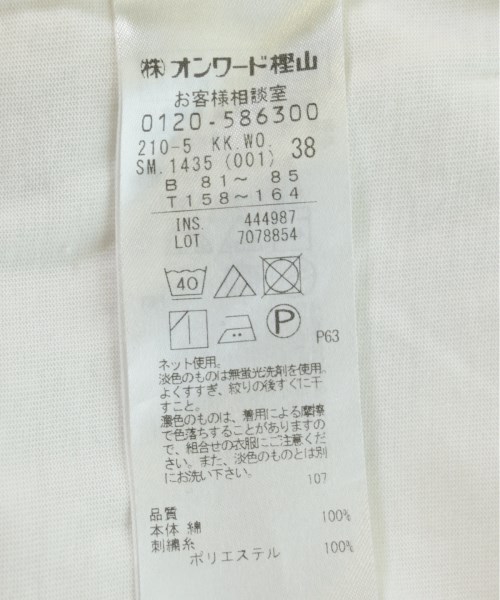 (株)オンワード樫山
お客様相談室
0120-586300
210-5 KK.WO. 38
SM.1435 (001)
B 81～ 85
T158～164
INS. 444987
LOT 7078854
40
P
P63
ネット使用。
淡色のものは無蛍光洗剤を使用。
よくすすぎ、絞りの後すぐに干
すこと。
濃色のものは、着用による摩擦
で色落ちすることがありますの
で、組合せの衣服にご注意くだ
さい。また、淡色のものとは別
にお洗い下さい。
107
品質
本体 綿 100%
刺繍糸
ポリエステル 100%